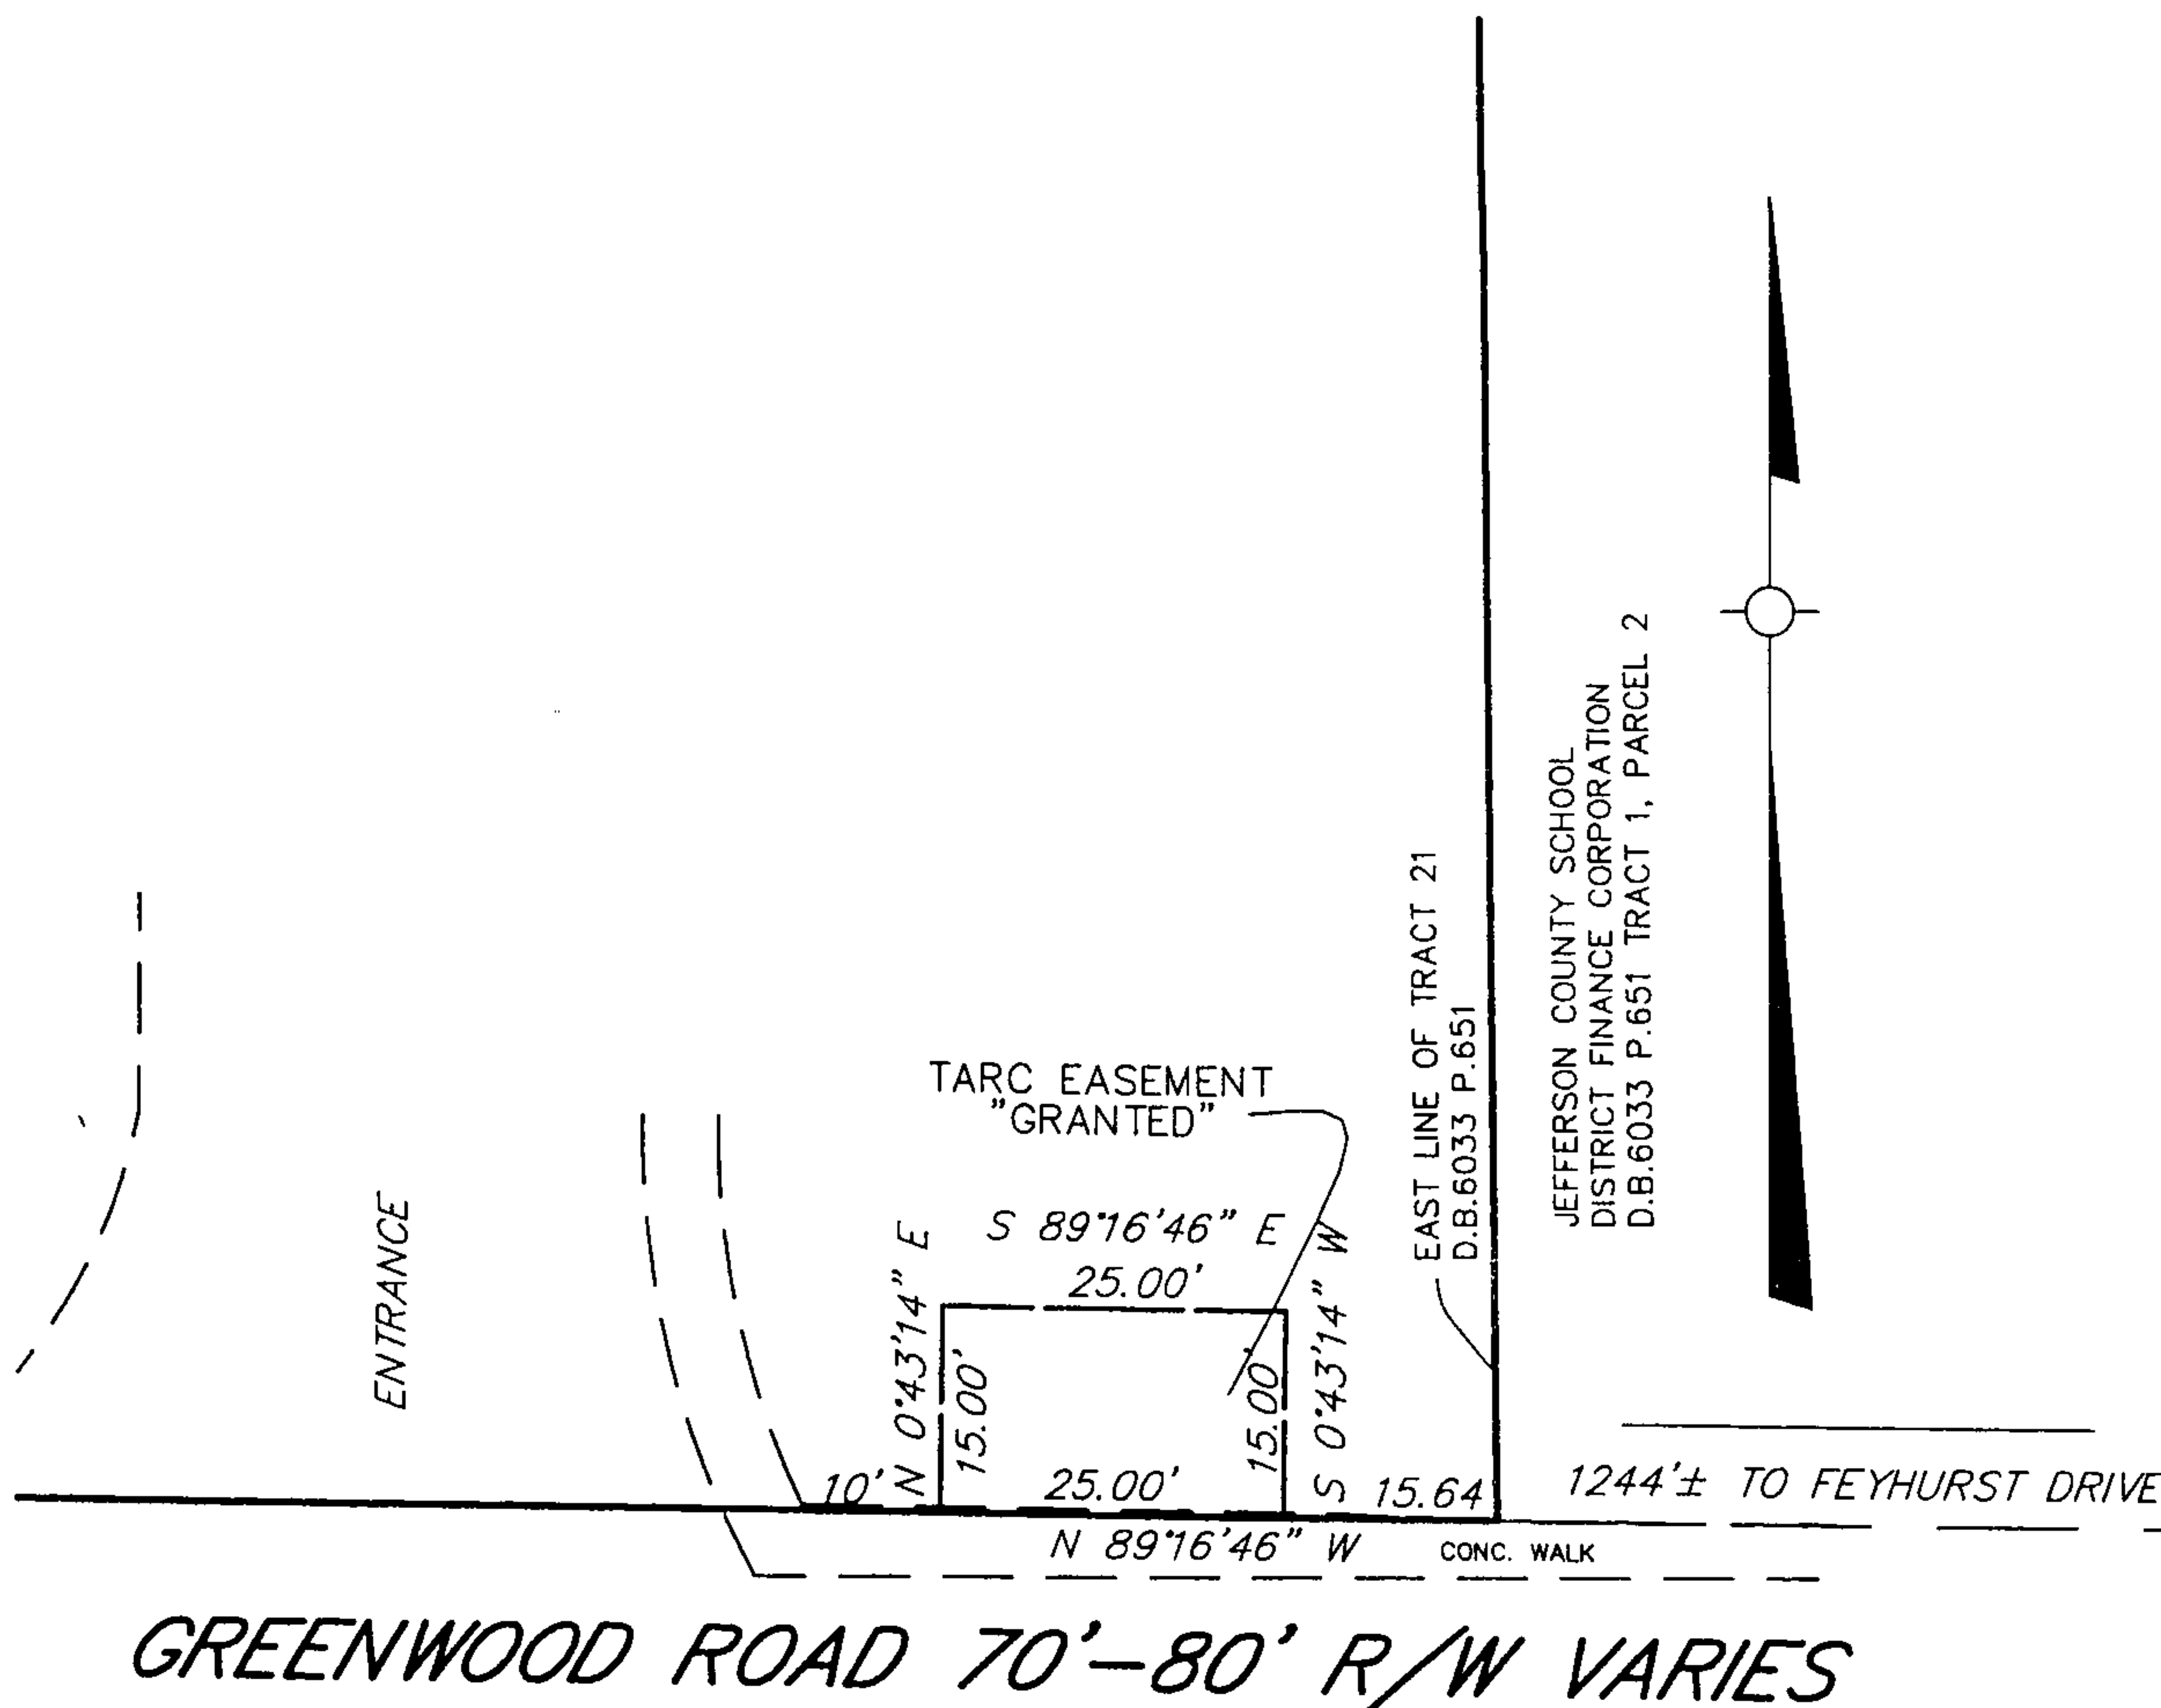 JEFFERSON COUNTY SCHOOL
DISTRICT FINANCE CORPORATION
D.B.6033 P.651 TRACT 1, PARCEL 2
EAST LINE OF TRACT 21
D.B.6033 P.651
TARC EASEMENT
"GRANTED"
ENTRANCE
S 89°16'46" E
25.00'
N 0°43'14" E
15.00'
15.00'
S 0°43'14" W
10'
25.00'
15.64
1244'± TO FEYHURST DRIVE
N 89°16'46" W
CONC. WALK
GREENWOOD ROAD 70'-80' R/W VARIES